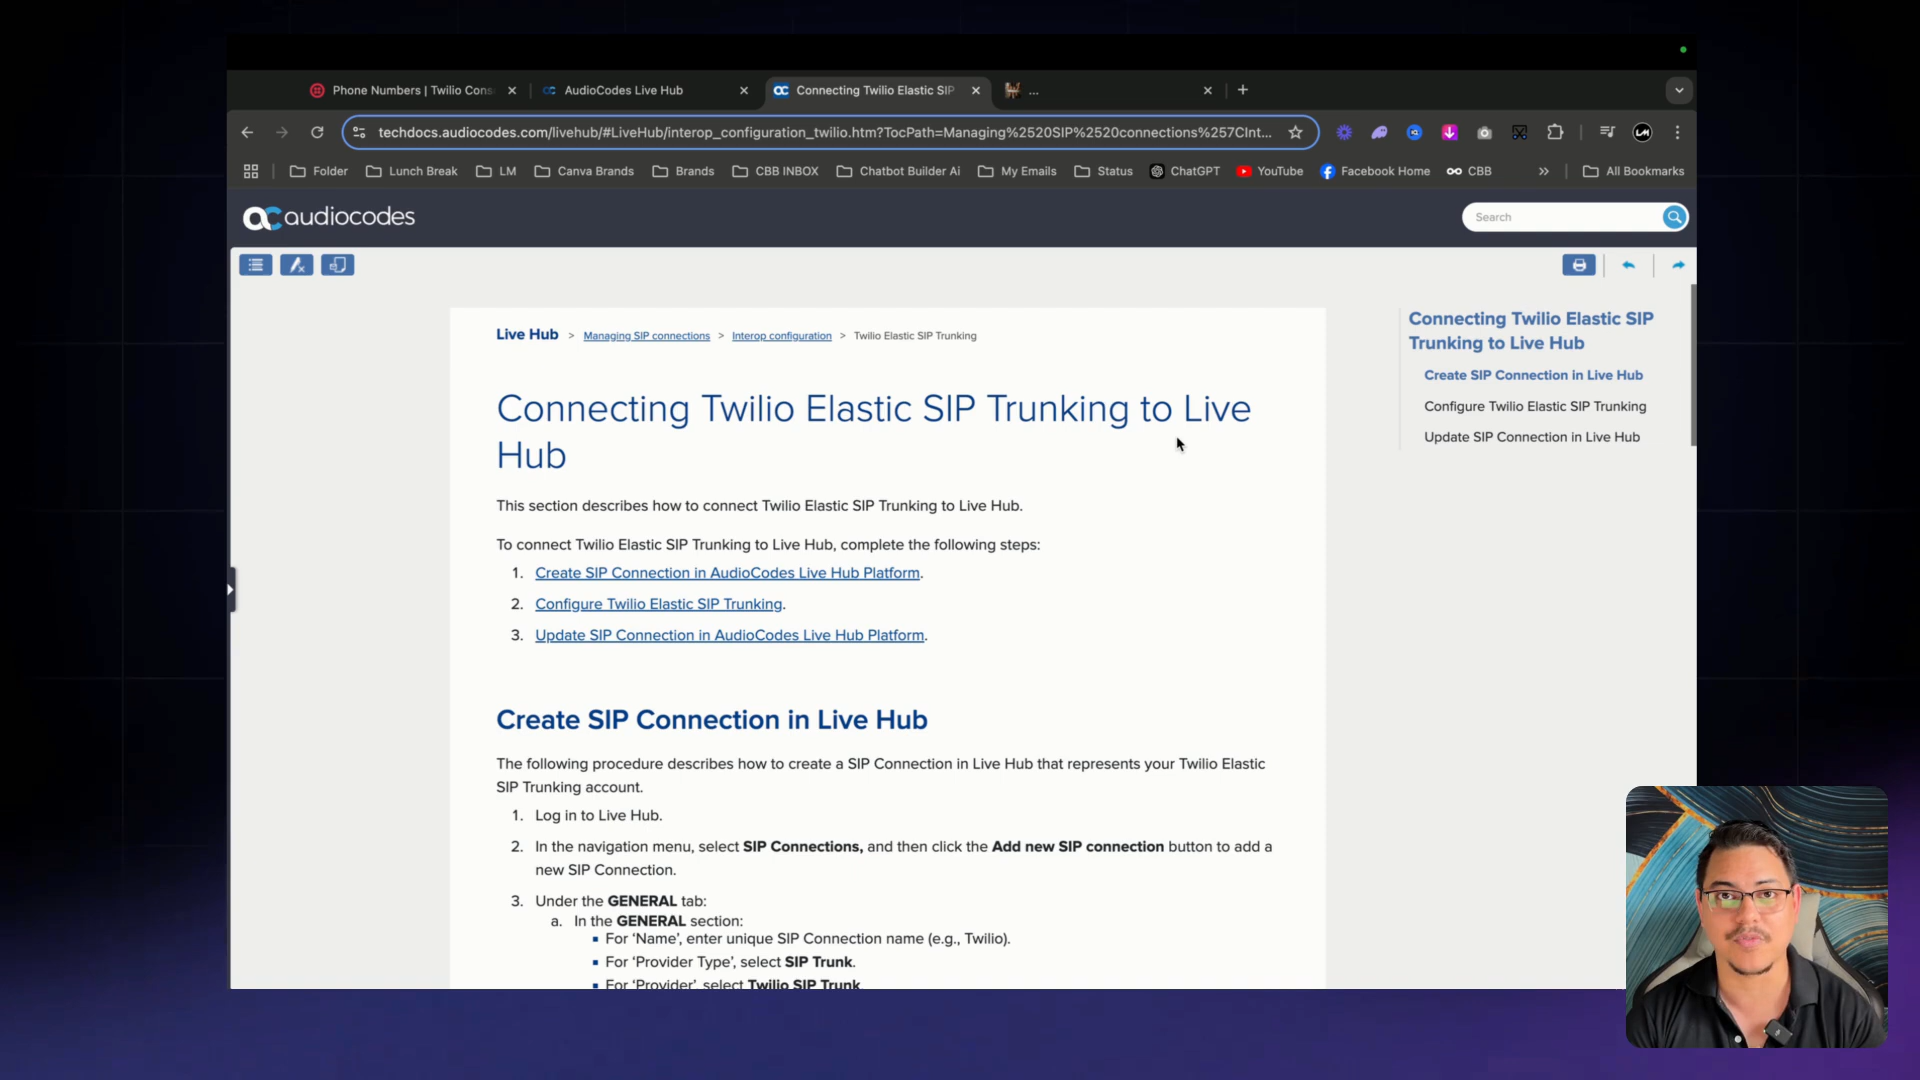 Phone Numbers | Twilio Cons
AudioCodes Live Hub
Connecting Twilio Elastic SIP
...
techdocs.audiocodes.com/livehub/#LiveHub/interop_configuration_twilio.htm?TocPath=Managing%2520SIP%2520connections%257CInt...
Folder
Lunch Break
LM
Canva Brands
Brands
CBB INBOX
Chatbot Builder Ai
My Emails
Status
ChatGPT
YouTube
Facebook Home
CBB
All Bookmarks
audiocodes
Search
Live Hub > Managing SIP connections > Interop configuration > Twilio Elastic SIP Trunking
Connecting Twilio Elastic SIP Trunking to Live
Hub
This section describes how to connect Twilio Elastic SIP Trunking to Live Hub.
To connect Twilio Elastic SIP Trunking to Live Hub, complete the following steps:
1. Create SIP Connection in AudioCodes Live Hub Platform.
2. Configure Twilio Elastic SIP Trunking.
3. Update SIP Connection in AudioCodes Live Hub Platform.
Create SIP Connection in Live Hub
The following procedure describes how to create a SIP Connection in Live Hub that represents your Twilio Elastic
SIP Trunking account.
1. Log in to Live Hub.
2. In the navigation menu, select SIP Connections, and then click the Add new SIP connection button to add a
new SIP Connection.
3. Under the GENERAL tab:
a. In the GENERAL section:
▪ For ‘Name’, enter unique SIP Connection name (e.g., Twilio).
▪ For ‘Provider Type’, select SIP Trunk.
▪ For ‘Provider’, select Twilio SIP Trunk.
Connecting Twilio Elastic SIP
Trunking to Live Hub
Create SIP Connection in Live Hub
Configure Twilio Elastic SIP Trunking
Update SIP Connection in Live Hub